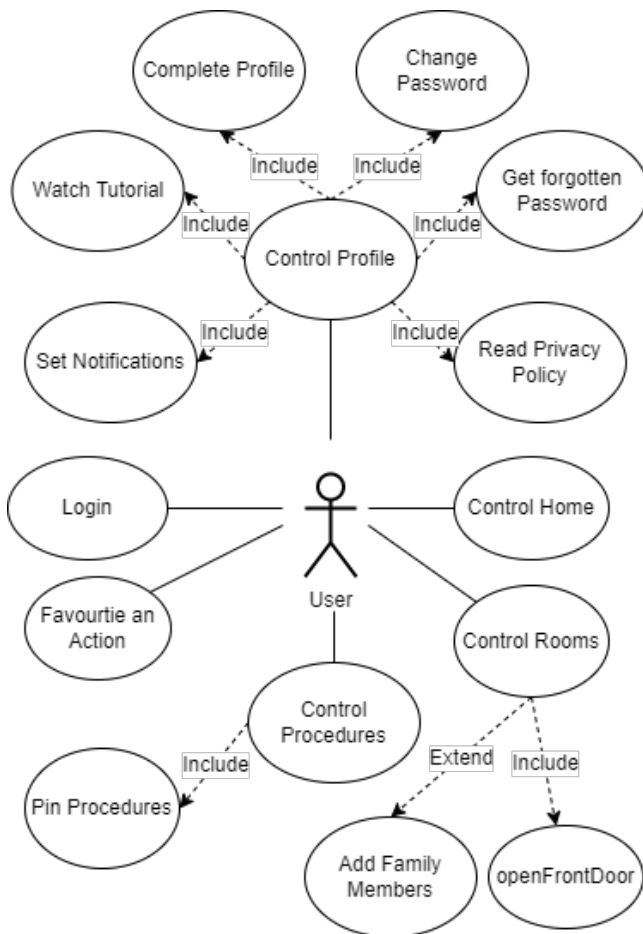 Complete Profile
Change
Password
Include
Include
Watch Tutorial
Get forgotten
Password
Include
Include
Control Profile
Include
Include
Set Notifications
Read Privacy
Policy
Login
Control Home
User
Favourtie an
Action
Control Rooms
Control
Procedures
Include
Extend
Include
Pin Procedures
Add Family
Members
openFrontDoor